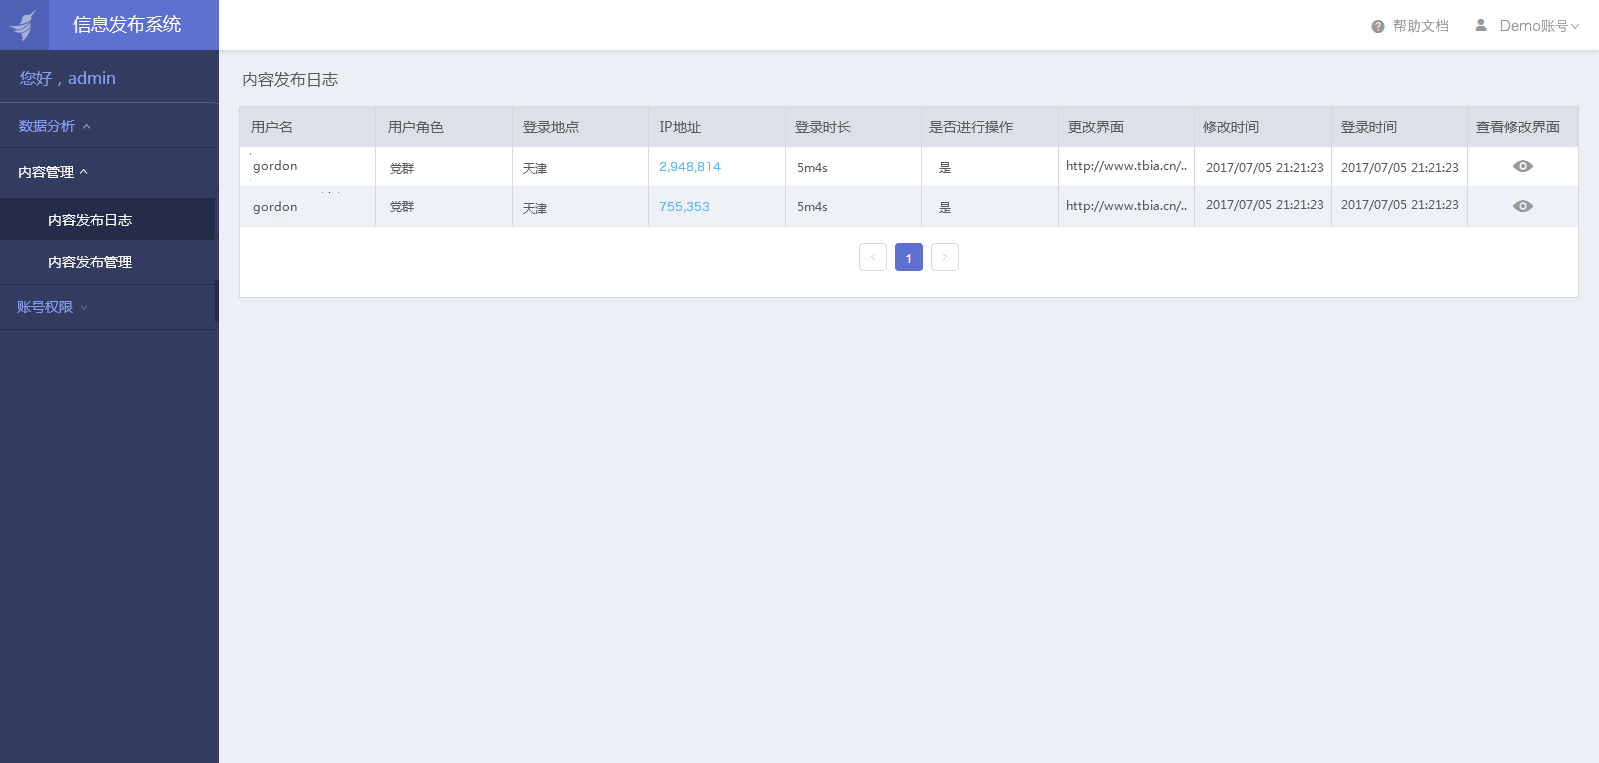 信息发布系统
帮助文档
Demo账号
您好，admin
数据分析
内容管理
内容发布日志
内容发布管理
账号权限
内容发布日志
用户名 用户角色 登录地点 IP地址 登录时长 是否进行操作 更改界面 修改时间 登录时间 查看修改界面
gordon 党群 天津 2,948,814 5m4s 是 http://www.tbia.cn/.. 2017/07/05 21:21:23 2017/07/05 21:21:23
gordon 党群 天津 755,353 5m4s 是 http://www.tbia.cn/.. 2017/07/05 21:21:23 2017/07/05 21:21:23
< 1 >